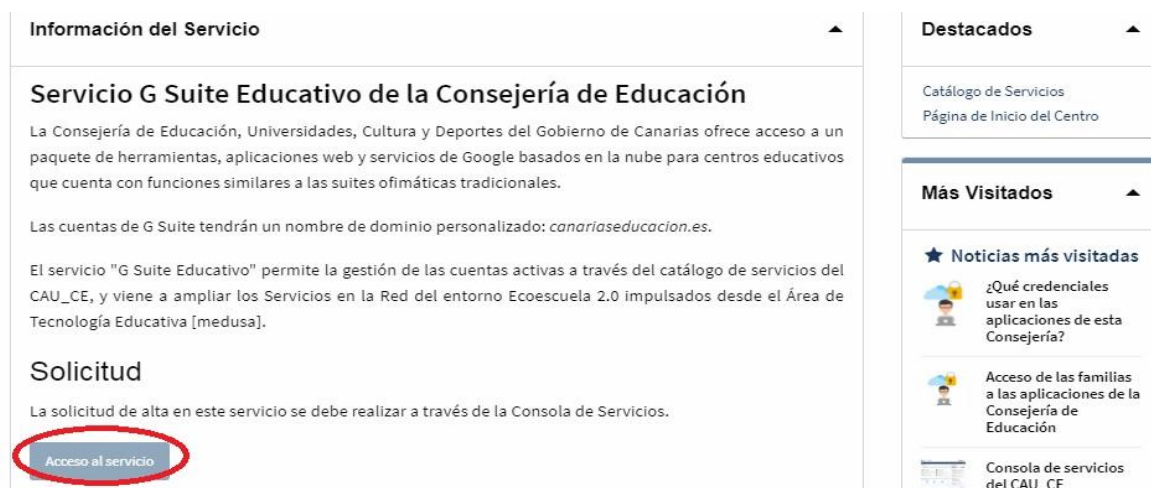 Información del Servicio
Servicio G Suite Educativo de la Consejería de Educación
La Consejería de Educación, Universidades, Cultura y Deportes del Gobierno de Canarias ofrece acceso a un
paquete de herramientas, aplicaciones web y servicios de Google basados en la nube para centros educativos
que cuenta con funciones similares a las suites ofimáticas tradicionales.
Las cuentas de G Suite tendrán un nombre de dominio personalizado: canariaseducacion.es.
El servicio "G Suite Educativo" permite la gestión de las cuentas activas a través del catálogo de servicios del
CAU_CE, y viene a ampliar los Servicios en la Red del entorno Ecoescuela 2.0 impulsados desde el Área de
Tecnología Educativa [medusa].
Solicitud
La solicitud de alta en este servicio se debe realizar a través de la Consola de Servicios.
Acceso al servicio
Destacados
Catálogo de Servicios
Página de Inicio del Centro
Más Visitados
Noticias más visitadas
¿Qué credenciales
usar en las
aplicaciones de esta
Consejería?
Acceso de las familias
a las aplicaciones de la
Consejería de
Educación
Consola de servicios
del CAU_CE